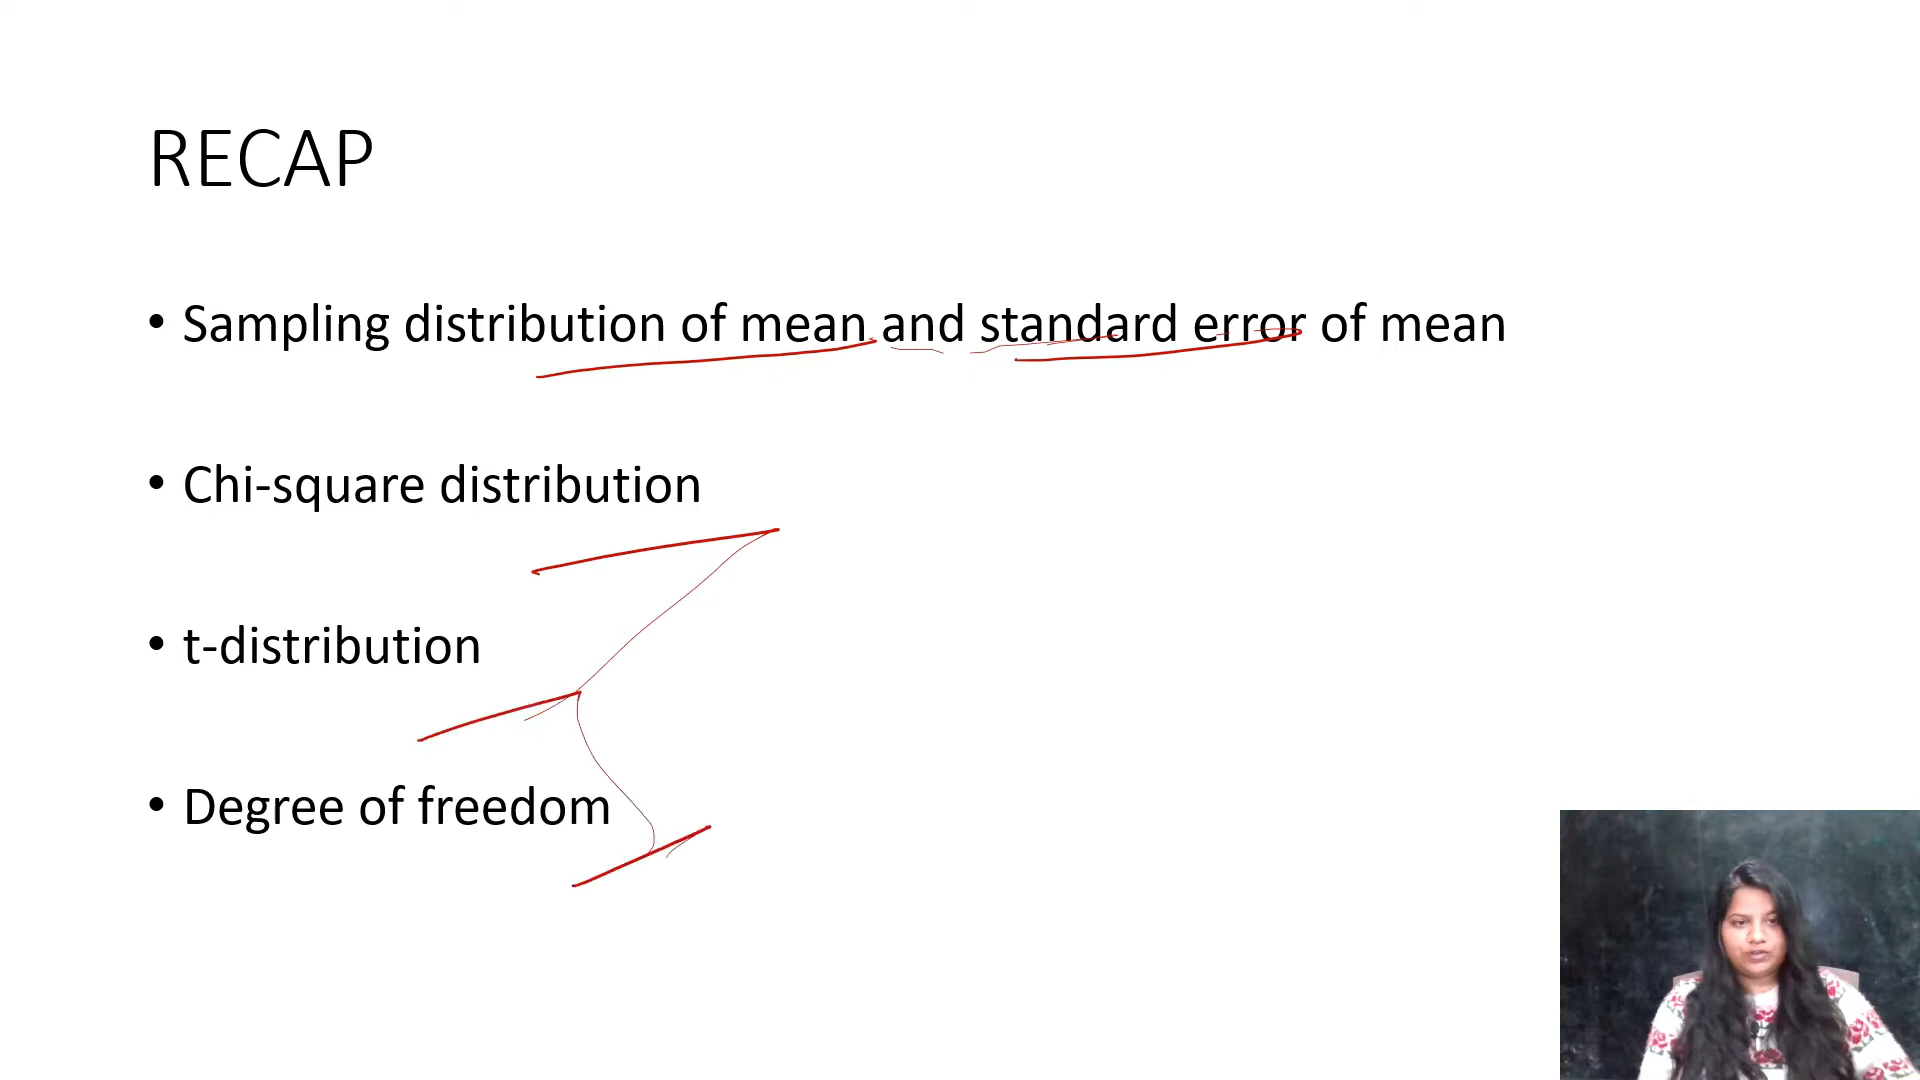 RECAP
• Sampling distribution of mean and standard error of mean
• Chi-square distribution
• t-distribution
• Degree of freedom